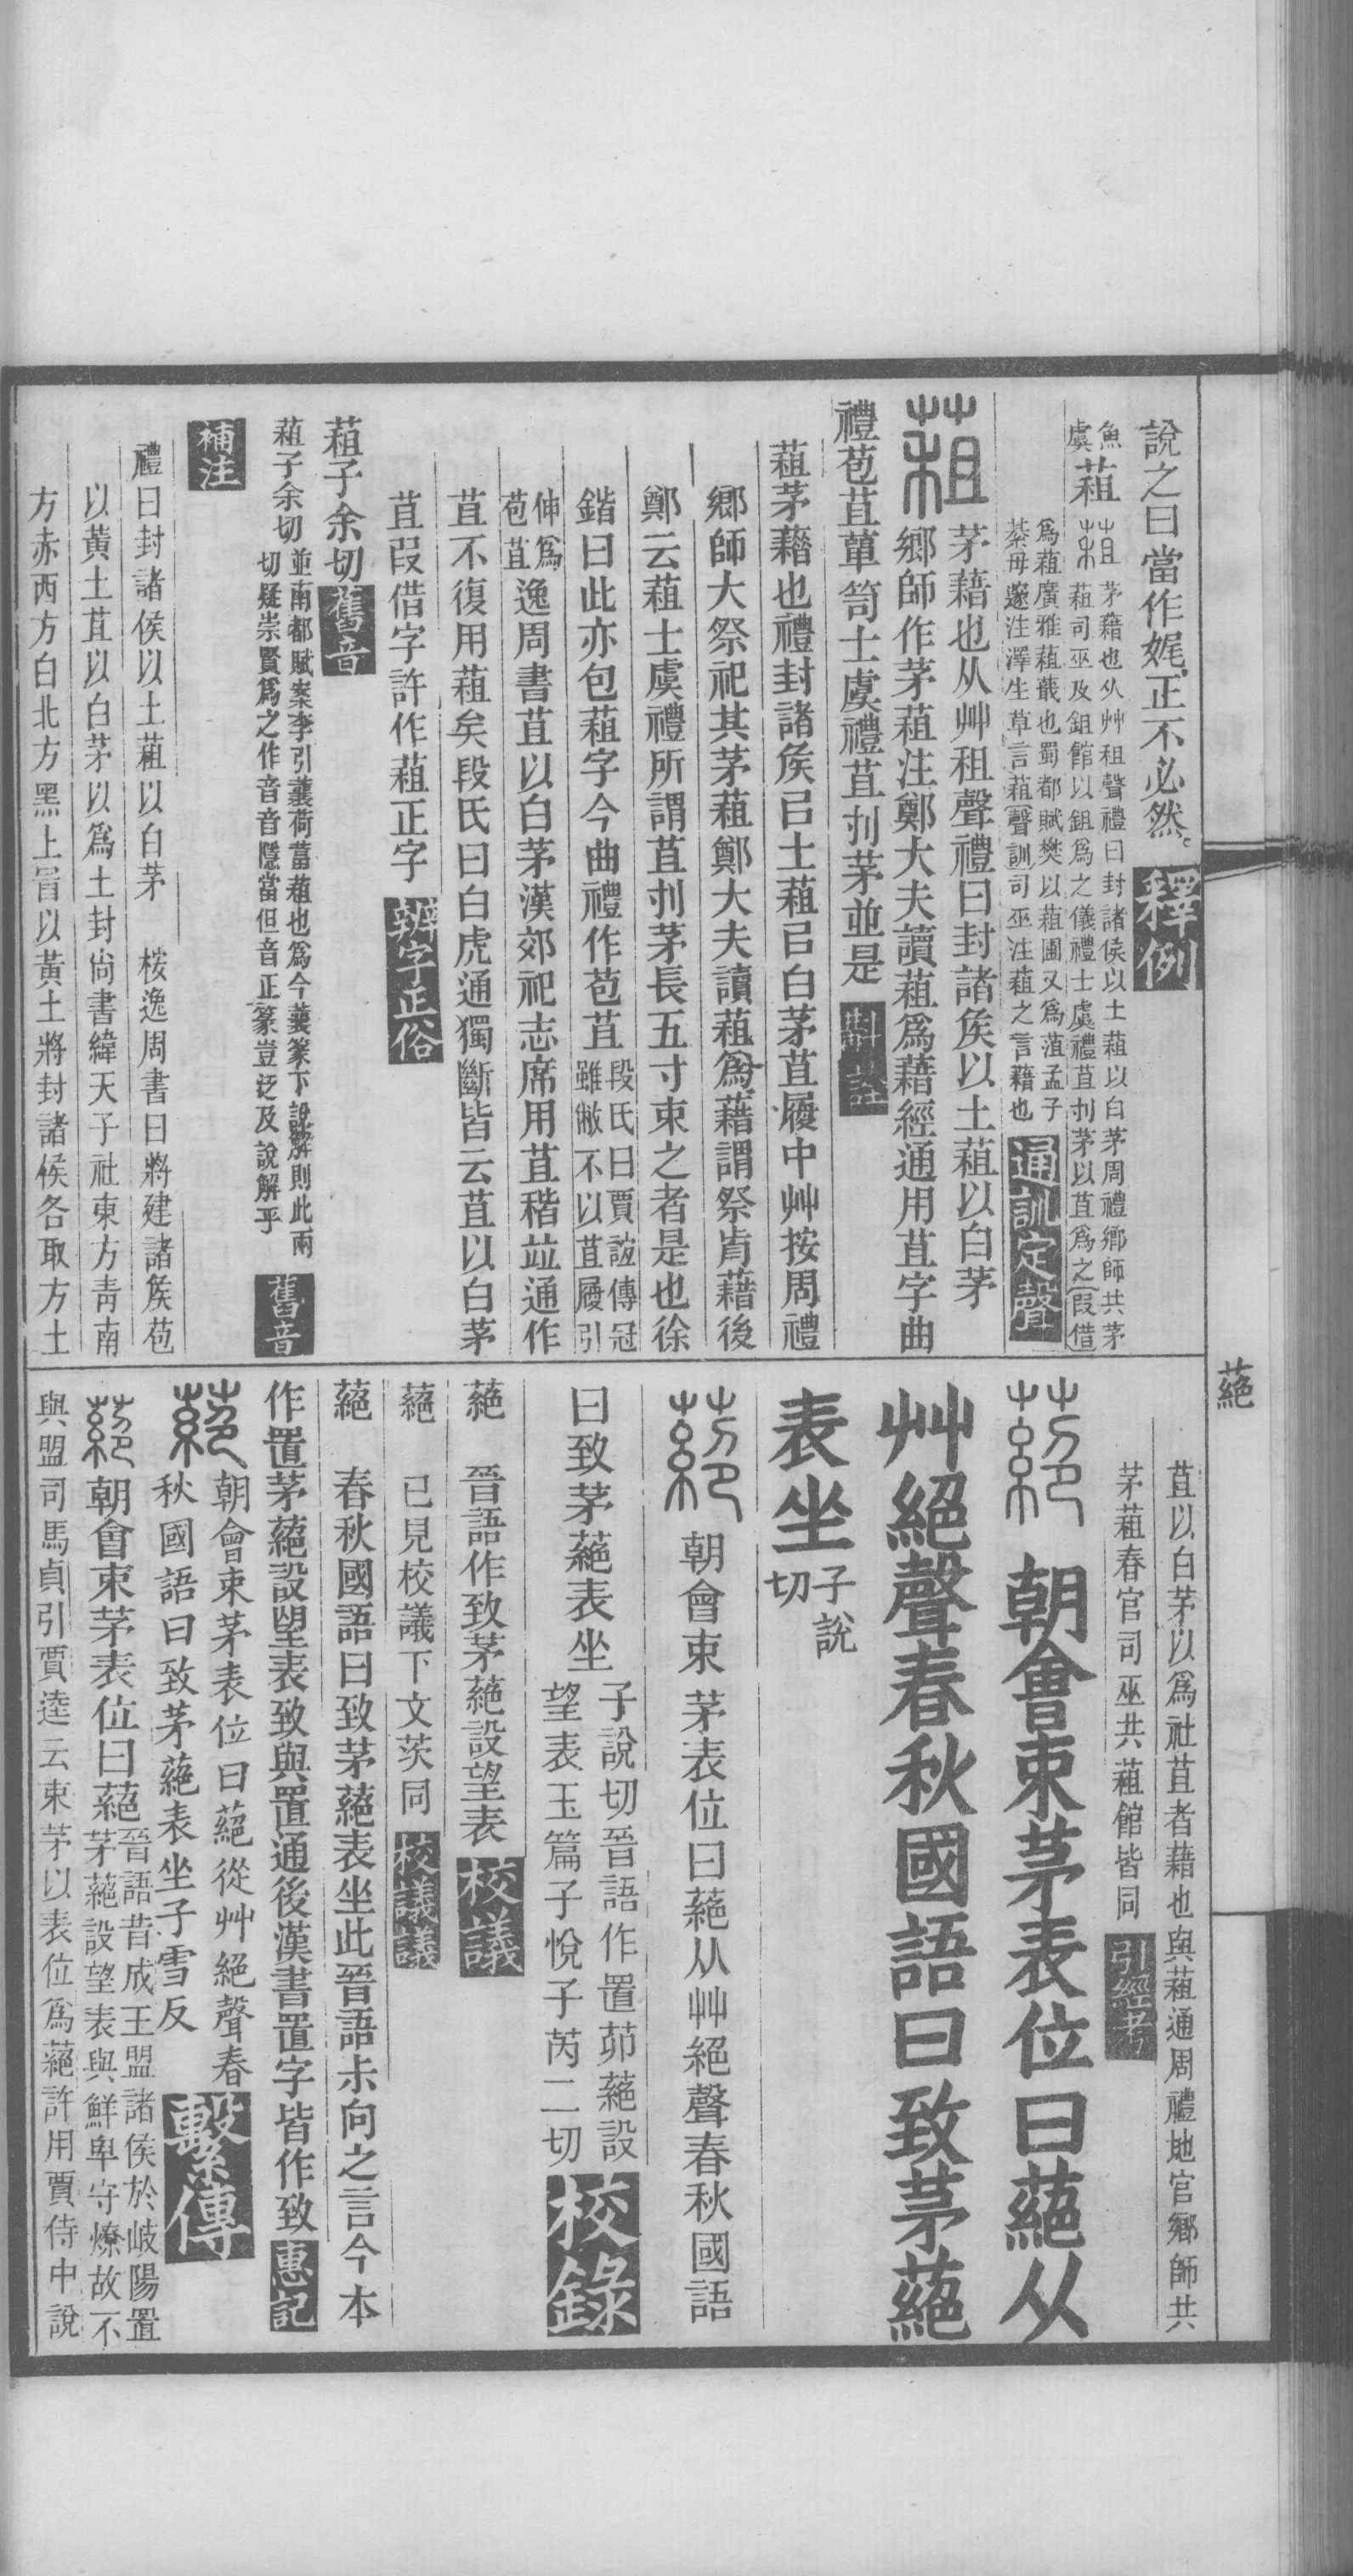 蕝
說之曰當作娓正不必然。釋例
魚虞 蒩 蒩 茅藉也从艸租聲禮曰封諸侯以土蒩以白茅周禮鄉師共茅
蒩司巫及鉏館以鉏爲之儀禮士虞禮苴刌茅以苴爲之(叚借)
爲蒩廣雅蒩蕺也蜀都賦樊以蒩圃又爲菹孟子
綦毋邃注澤生草言蒩(聲訓)司巫注蒩之言藉也 通訓定聲
蒩 茅藉也从艸租聲禮曰封諸矦以土蒩以白茅
鄉師作茅蒩注鄭大夫讀蒩爲藉經通用苴字曲
禮苞苴簞笥士虞禮苴刌茅並是 斠詮
蒩茅藉也禮封諸矦㠯土蒩㠯白茅苴履中艸按周禮
鄉師大祭祀其茅蒩鄭大夫讀蒩爲藉謂祭歬藉後
鄭云蒩士虞禮所謂苴刌茅長五寸束之者是也徐
鍇曰此亦包蒩字今曲禮作苞苴 段氏曰賈誼傳冠
雖敝不以苴履引
伸爲
苞苴 逸周書苴以白茅漢郊祀志席用苴稭竝通作
苴不復用蒩矣段氏曰白虎通獨斷皆云苴以白茅
苴叚借字許作蒩正字 辨字正俗
蒩子余切 舊音
蒩子余切 並南都賦案李引蘘荷葍蒩也爲今蘘篆下說解則此兩
切疑崇賢爲之作音音隱當但音正篆豈泛及說解乎 舊音
補注
禮曰封諸侯以土蒩以白茅 桉逸周書曰將建諸矦苞
以黃土苴以白茅以爲土封尙書緯天子社東方靑南
方赤西方白北方黑上冒以黃土將封諸候各取方土
苴以白茅以爲社苴者藉也與蒩通周禮地官鄉師共
茅蒩春官司巫共蒩館皆同 引經考
蕝 朝會束茅表位曰蕝从
艸絕聲春秋國語曰致茅蕝
表坐 子說切
蕝 朝會束茅表位曰蕝从艸絕聲春秋國語
曰致茅蕝表坐 子說切晉語作置茆蕝設
望表玉篇子悅子芮二切 校錄
蕝 晉語作致茅蕝設望表 校議
蕝 已見校議下文茨同 校議議
蕝 春秋國語曰致茅蕝表坐此晉語未向之言今本
作置茅蕝設朢表致與置通後漢書置字皆作致 惠記
蕝 朝會束茅表位曰蕝從艸絕聲春
秋國語曰致茅蕝表坐子雪反 繫傳
蕝 朝會束茅表位曰蕝 晉語昔成王盟諸侯於岐陽置
茅蕝設望表與鮮卑守燎故不
與盟司馬貞引賈逵云束茅以表位爲蕝許用賈侍中說